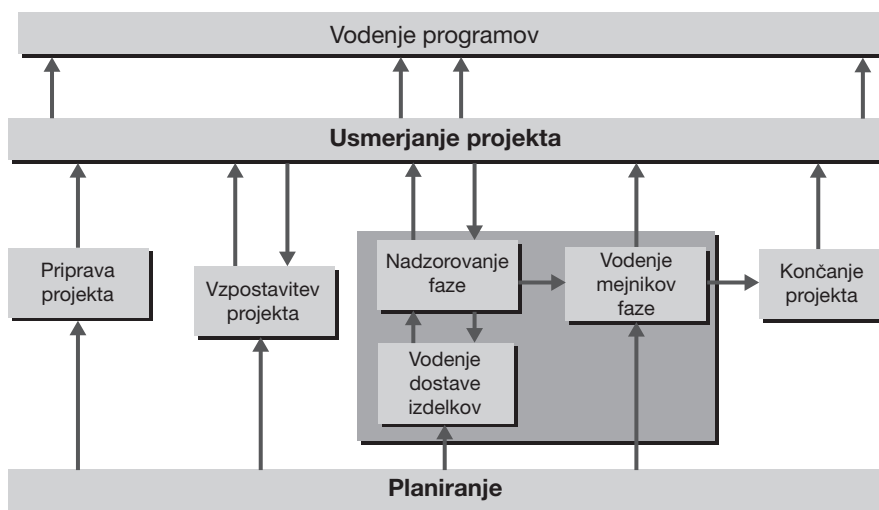 Vodenje programov
Usmerjanje projekta
Priprava
projekta
Vzpostavitev
projekta
Nadzorovanje
faze
Vodenje
mejnikov
faze
Končanje
projekta
Vodenje
dostave
izdelkov
Planiranje